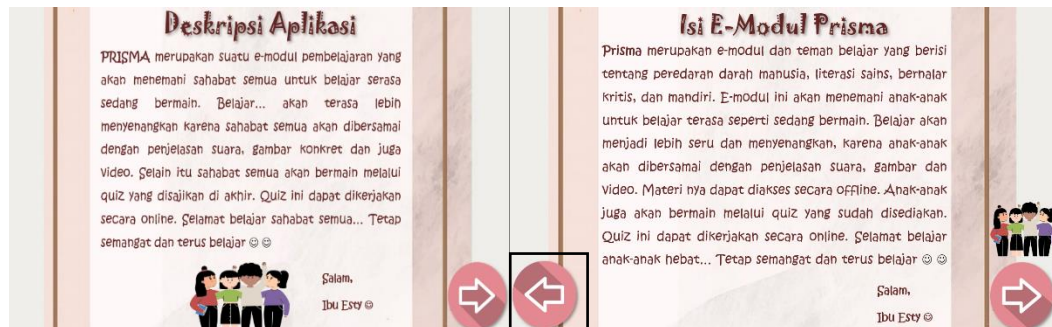 Deskripsi Aplikasi
PRISMA merupakan suatu e-modul pembelajaran yang
akan menemani sahabat semua untuk belajar serasa
sedang bermain. Belajar... akan terasa lebih
menyenangkan karena sahabat semua akan dibersamai
dengan penjelasan suara, gambar konkret dan juga
video. Selain itu sahabat semua akan bermain melalui
quiz yang disajikan di akhir. Quiz ini dapat dikerjakan
secara online. Selamat belajar sahabat semua... Tetap
semangat dan terus belajar ☺ ☺
Salam,
Ibu Esty ☺
Isi E-Modul Prisma
Prisma merupakan e-modul dan teman belajar yang berisi
tentang peredaran darah manusia, literasi sains, bernalar
kritis, dan mandiri. E-modul ini akan menemani anak-anak
untuk belajar terasa seperti sedang bermain. Belajar akan
menjadi lebih seru dan menyenangkan, karena anak-anak
akan dibersamai dengan penjelasan suara, gambar dan
video. Materi nya dapat diakses secara offline. Anak-anak
juga akan bermain melalui quiz yang sudah disediakan.
Quiz ini dapat dikerjakan secara online. Selamat belajar
anak-anak hebat... Tetap semangat dan terus belajar ☺ ☺
Salam,
Ibu Esty ☺